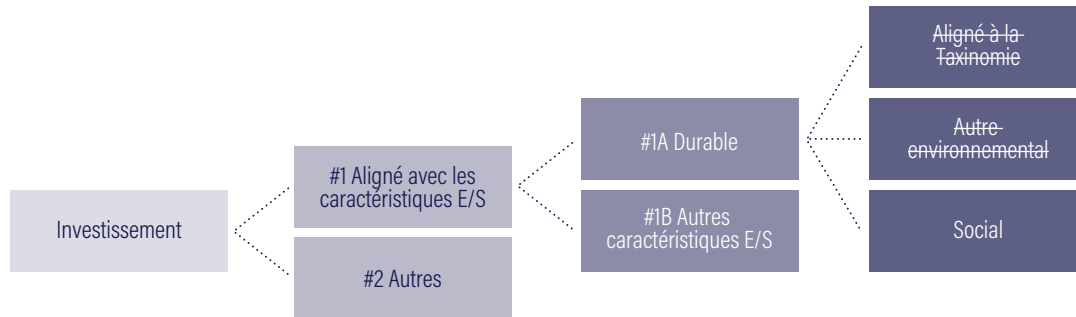 Investissement
#1 Aligné avec les
caractéristiques E/S
#2 Autres
#1A Durable
#1B Autres
caractéristiques E/S
Aligné à la
Taxinomie
Autre
environnemental
Social